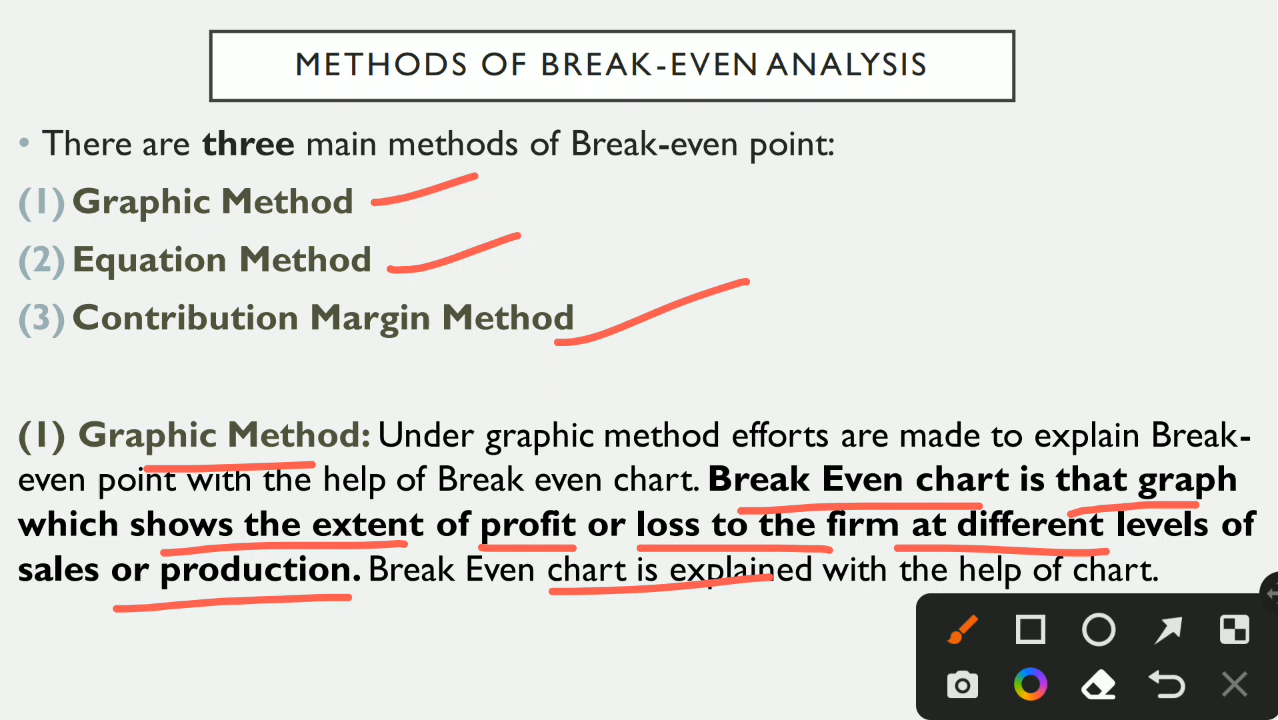 METHODS OF BREAK-EVEN ANALYSIS
• There are three main methods of Break-even point:
(1) Graphic Method
(2) Equation Method
(3) Contribution Margin Method
(1) Graphic Method: Under graphic method efforts are made to explain Break-
even point with the help of Break even chart. Break Even chart is that graph
which shows the extent of profit or loss to the firm at different levels of
sales or production. Break Even chart is explained with the help of chart.